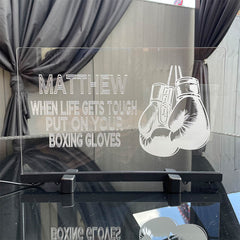 MATTHEW
WHEN LIFE GETS TOUGH
PUT ON YOUR
BOXING GLOVES